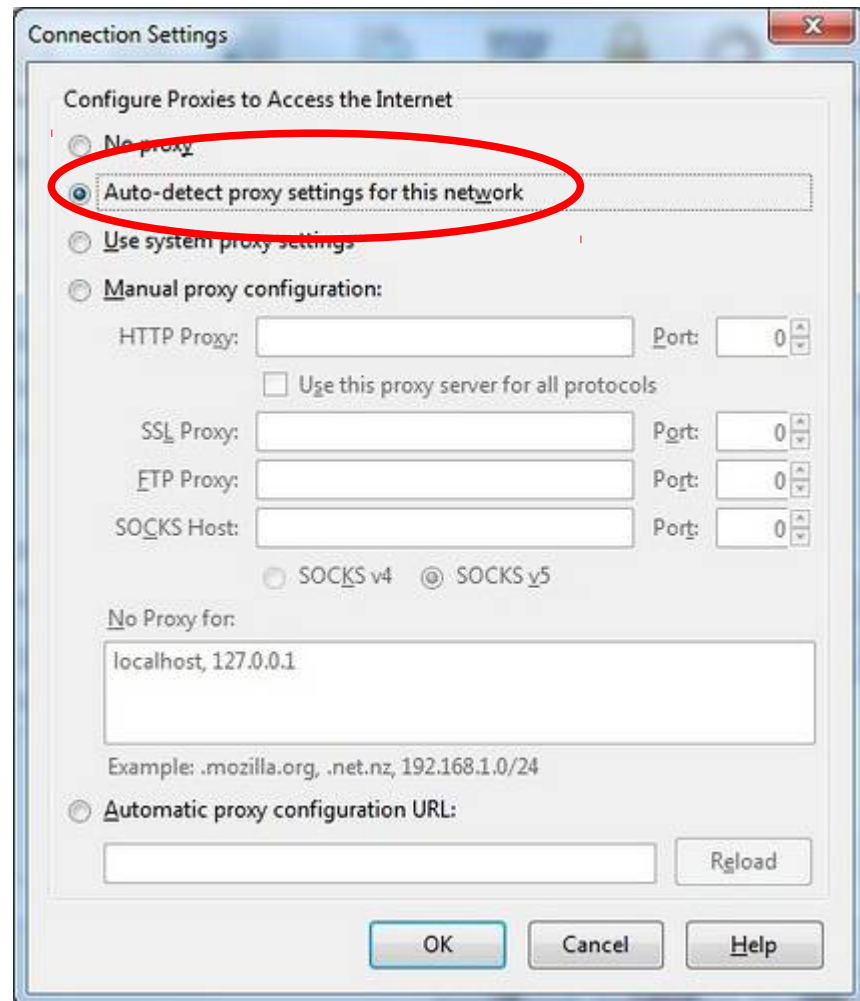 Connection Settings
Configure Proxies to Access the Internet
No proxy
Auto-detect proxy settings for this network
Use system proxy settings
Manual proxy configuration:
HTTP Proxy: Port: 0
Use this proxy server for all protocols
SSL Proxy: Port: 0
FTP Proxy: Port: 0
SOCKS Host: Port: 0
SOCKS v4 SOCKS v5
No Proxy for:
localhost, 127.0.0.1
Example: .mozilla.org, .net.nz, 192.168.1.0/24
Automatic proxy configuration URL:
Reload
OK Cancel Help